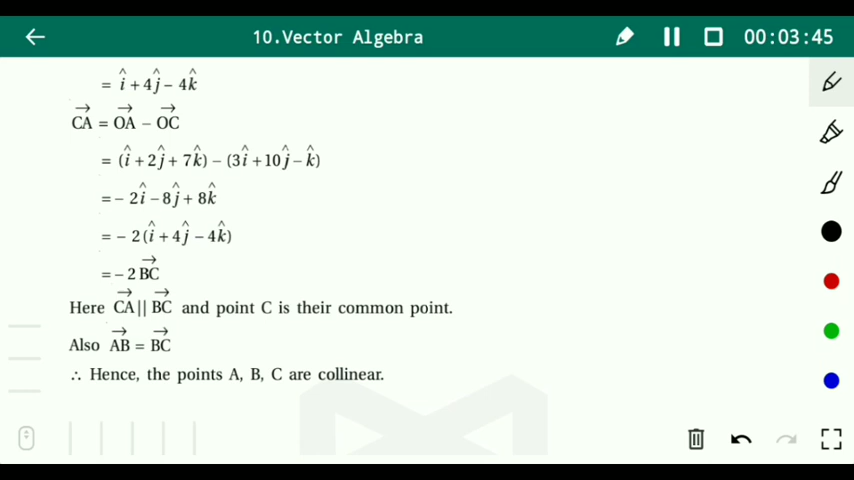 10.Vector Algebra 00:03:45
= î + 4ĵ − 4k̂
CA⃗ = OA⃗ − OC⃗
= (î + 2ĵ + 7k̂) − (3î + 10ĵ − k̂)
= − 2î − 8ĵ + 8k̂
= − 2(î + 4ĵ − 4k̂)
= − 2 BC⃗
Here CA⃗ || BC⃗ and point C is their common point.
Also AB⃗ = BC⃗
∴ Hence, the points A, B, C are collinear.